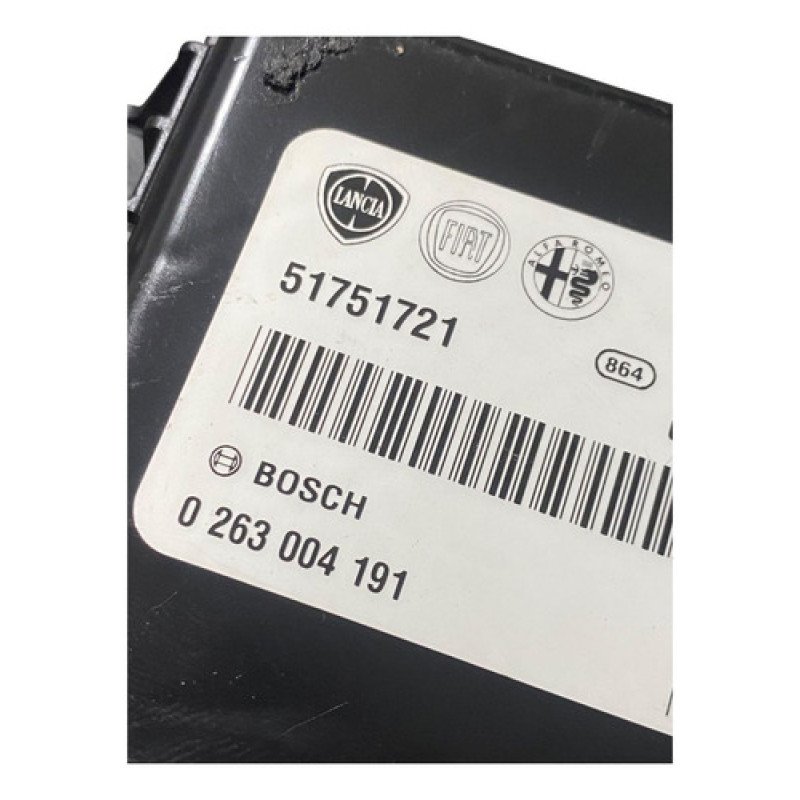 LANCIA
FIAT
ALFA ROMEO
51751721
864
BOSCH
0 263 004 191